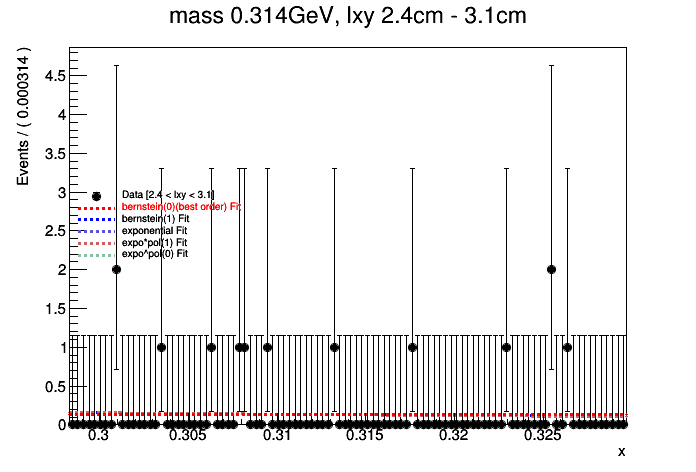 mass 0.314GeV, lxy 2.4cm - 3.1cm
Events / ( 0.000314 )
4.5
4
3.5
3
2.5
2
1.5
1
0.5
0
Data [2.4 < lxy < 3.1]
bernstein(0)(best order) Fit
bernstein(1) Fit
exponential Fit
expo*pol(1) Fit
expo^pol(0) Fit
0.3 0.305 0.31 0.315 0.32 0.325
x